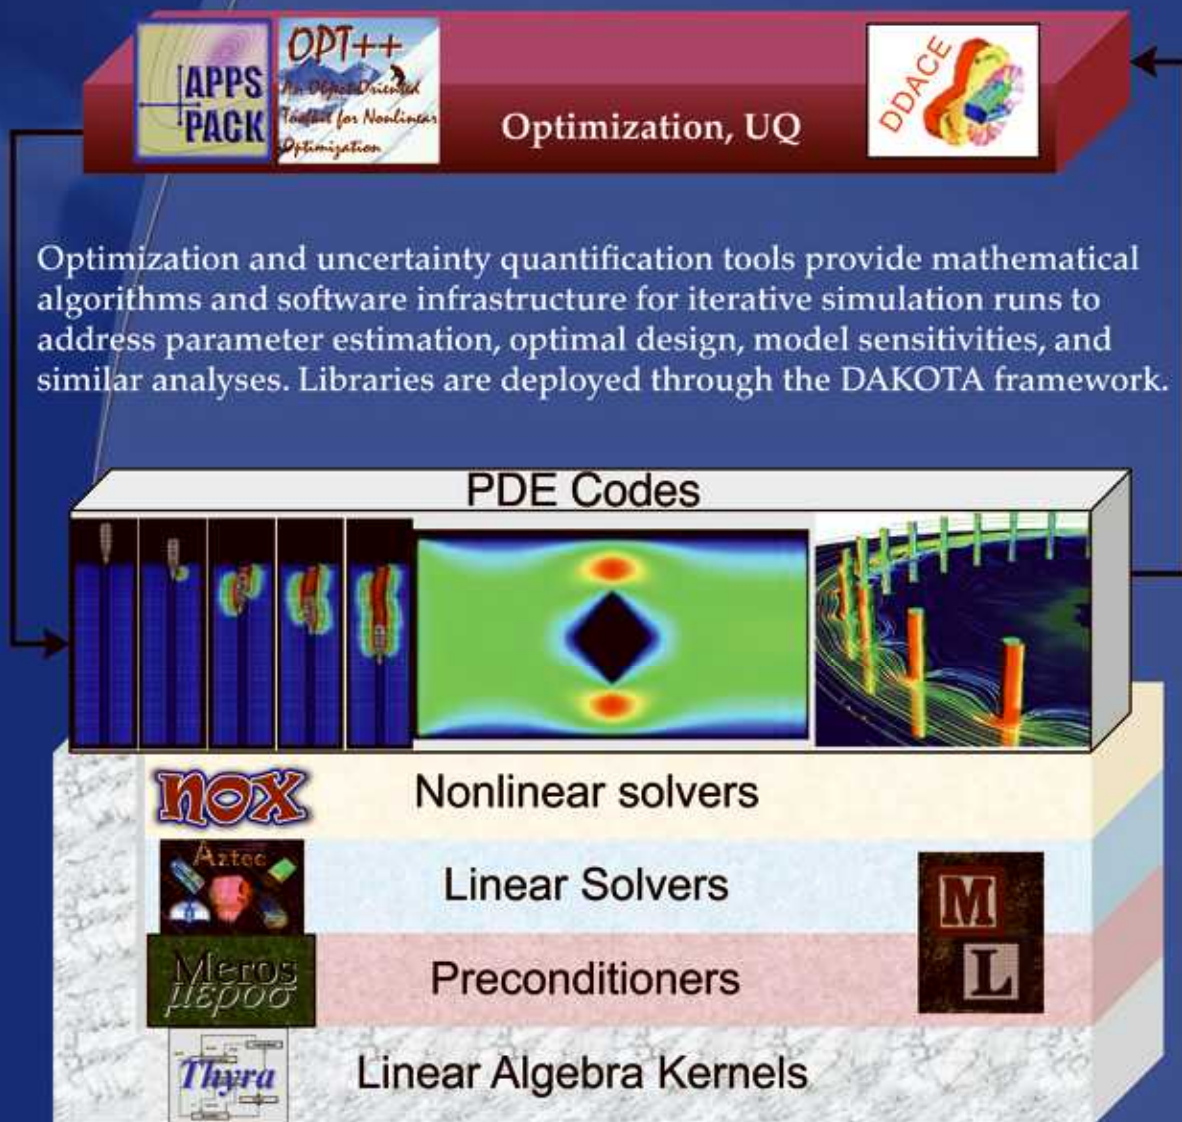 APPS
PACK
OPT++
An Object-Oriented
Toolkit for Nonlinear
Optimization
Optimization, UQ
DDACE
Optimization and uncertainty quantification tools provide mathematical
algorithms and software infrastructure for iterative simulation runs to
address parameter estimation, optimal design, model sensitivities, and
similar analyses. Libraries are deployed through the DAKOTA framework.
PDE Codes
nox
Nonlinear solvers
Aztec
Linear Solvers
M
L
Meros
μεροσ
Preconditioners
Thyra
Linear Algebra Kernels